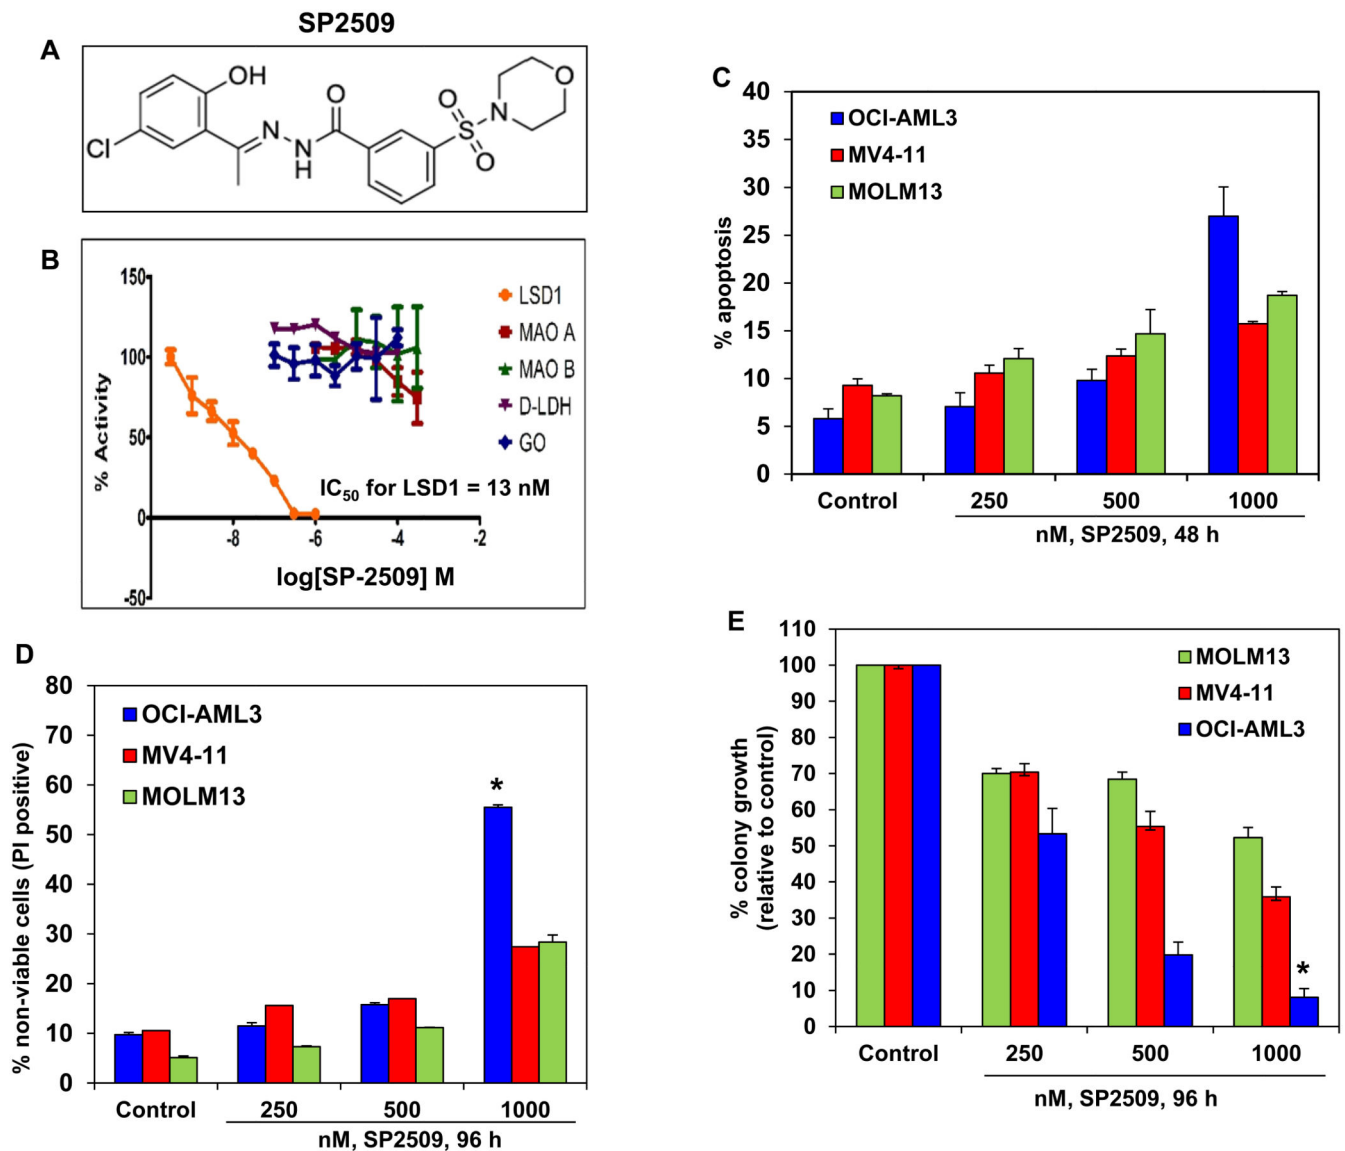 SP2509
A
OH
Cl
N
N
H
O
O
S
O
N
O
B
150
100
50
0
-50
% Activity
LSD1
MAO A
MAO B
D-LDH
GO
IC50 for LSD1 = 13 nM
-8
-6
-4
-2
log[SP-2509] M
C
40
35
30
25
20
15
10
5
0
% apoptosis
OCI-AML3
MV4-11
MOLM13
Control
250
500
1000
nM, SP2509, 48 h
D
80
70
60
50
40
30
20
10
0
% non-viable cells (PI positive)
OCI-AML3
MV4-11
MOLM13
*
Control
250
500
1000
nM, SP2509, 96 h
E
110
100
90
80
70
60
50
40
30
20
10
0
% colony growth
(relative to control)
MOLM13
MV4-11
OCI-AML3
*
Control
250
500
1000
nM, SP2509, 96 h